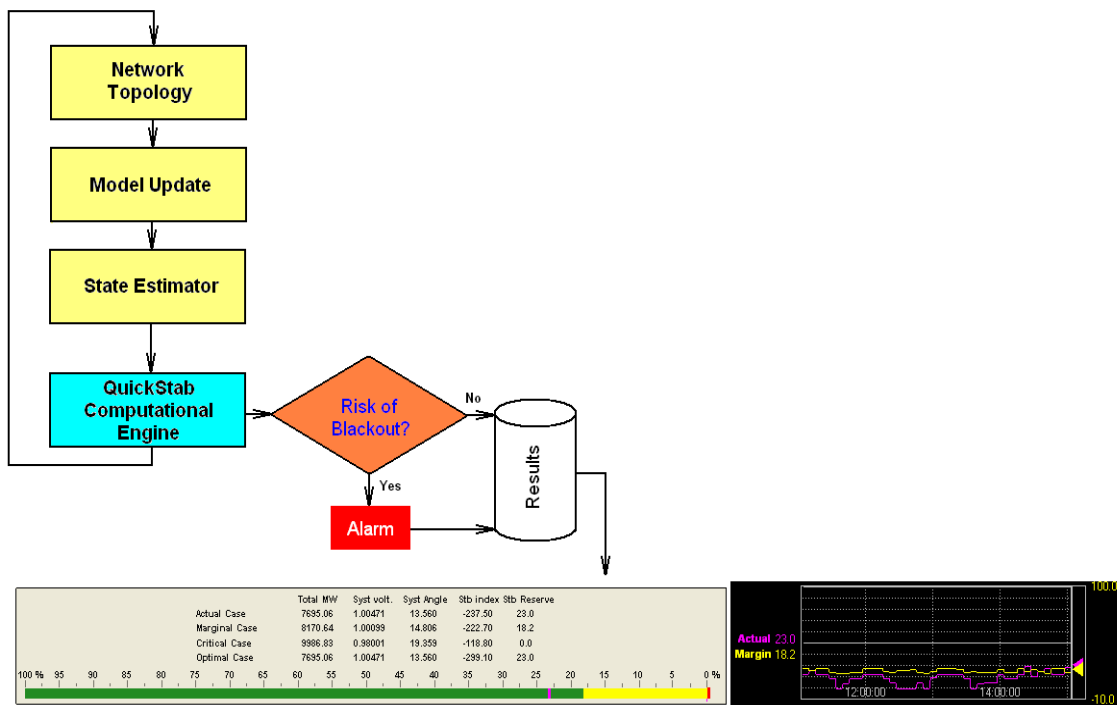 Network
Topology
Model Update
State Estimator
QuickStab
Computational
Engine
Risk of
Blackout?
No
Yes
Alarm
Results
Total MW Syst volt. Syst Angle Stb index Stb Reserve
Actual Case 7695.06 1.00471 13.560 -237.50 23.0
Marginal Case 8170.64 1.00099 14.806 -222.70 18.2
Critical Case 9986.83 0.98001 19.359 -118.80 0.0
Optimal Case 7695.06 1.00471 13.560 -299.10 23.0
100 % 95 90 85 80 75 70 65 60 55 50 45 40 35 30 25 20 15 10 5 0 %
100.0
Actual 23.0
Margin 18.2
12:00:00 14:00:00
-10.0